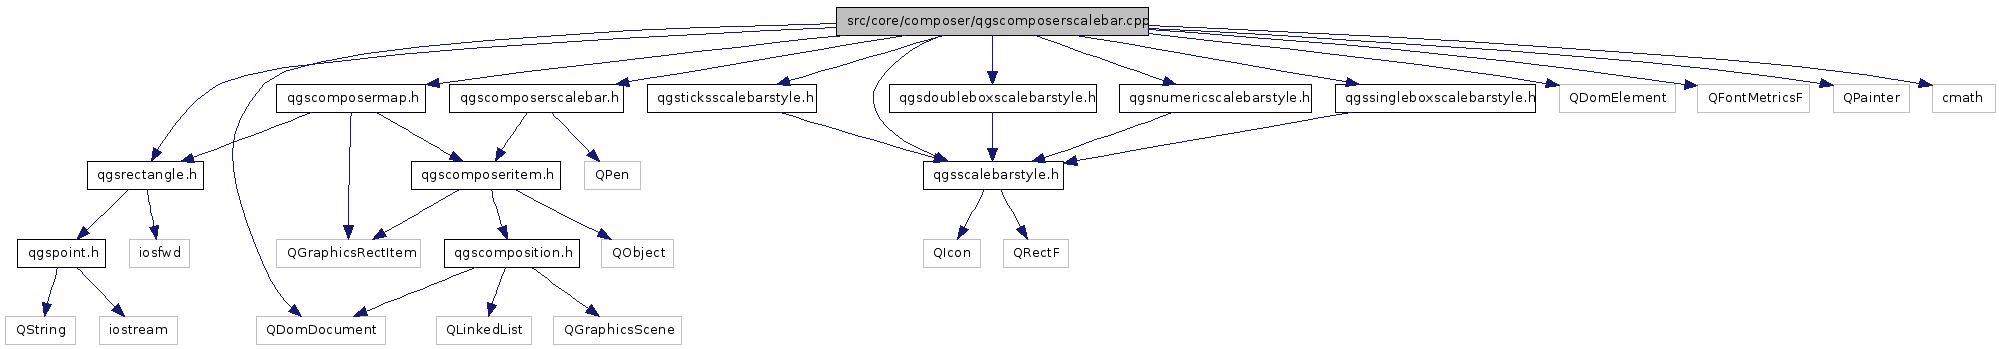 src/core/composer/qgscomposerscalebar.cpp
qgscomposermap.h
qgscomposerscalebar.h
qgsticksscalebarstyle.h
qgsdoubleboxscalebarstyle.h
qgsnumericscalebarstyle.h
qgssingleboxscalebarstyle.h
QDomElement
QFontMetricsF
QPainter
cmath
qgsrectangle.h
qgscomposeritem.h
QPen
qgsscalebarstyle.h
qgspoint.h
iosfwd
QGraphicsRectItem
qgscomposition.h
QObject
QIcon
QRectF
QString
iostream
QDomDocument
QLinkedList
QGraphicsScene